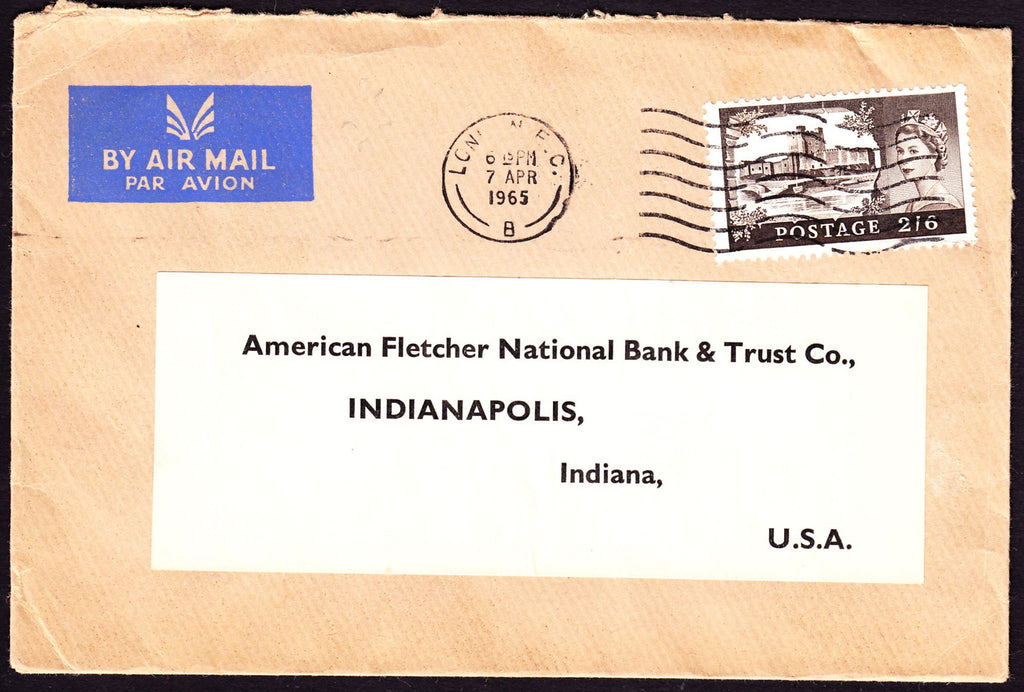 BY AIR MAIL
PAR AVION
E.C.
6 PM
7 APR
1965
B
POSTAGE 2/6
American Fletcher National Bank & Trust Co.,
INDIANAPOLIS,
Indiana,
U.S.A.